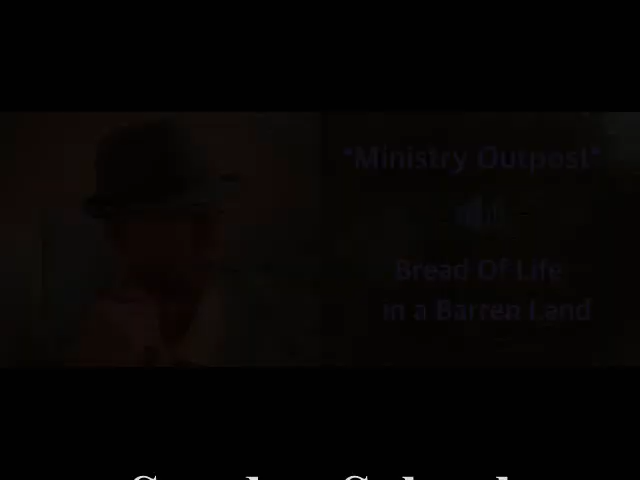 "Ministry Outpost"
Bread Of Life
in a Barren Land